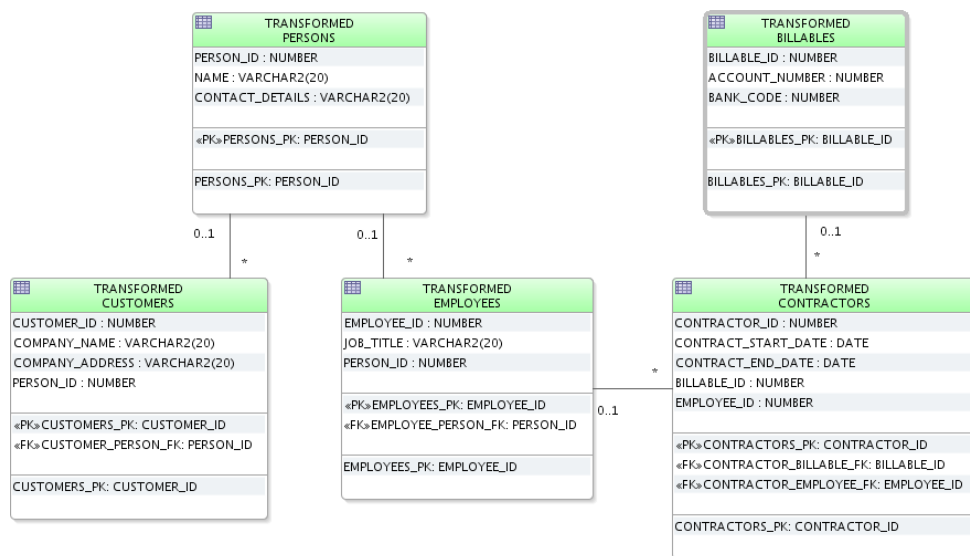 TRANSFORMED
PERSONS
PERSON_ID : NUMBER
NAME : VARCHAR2(20)
CONTACT_DETAILS : VARCHAR2(20)
«PK»PERSONS_PK: PERSON_ID
PERSONS_PK: PERSON_ID
TRANSFORMED
BILLABLES
BILLABLE_ID : NUMBER
ACCOUNT_NUMBER : NUMBER
BANK_CODE : NUMBER
«PK»BILLABLES_PK: BILLABLE_ID
BILLABLES_PK: BILLABLE_ID
0..1
*
0..1
*
0..1
*
TRANSFORMED
CUSTOMERS
CUSTOMER_ID : NUMBER
COMPANY_NAME : VARCHAR2(20)
COMPANY_ADDRESS : VARCHAR2(20)
PERSON_ID : NUMBER
«PK»CUSTOMERS_PK: CUSTOMER_ID
«FK»CUSTOMER_PERSON_FK: PERSON_ID
CUSTOMERS_PK: CUSTOMER_ID
TRANSFORMED
EMPLOYEES
EMPLOYEE_ID : NUMBER
JOB_TITLE : VARCHAR2(20)
PERSON_ID : NUMBER
«PK»EMPLOYEES_PK: EMPLOYEE_ID
«FK»EMPLOYEE_PERSON_FK: PERSON_ID
EMPLOYEES_PK: EMPLOYEE_ID
*
0..1
TRANSFORMED
CONTRACTORS
CONTRACTOR_ID : NUMBER
CONTRACT_START_DATE : DATE
CONTRACT_END_DATE : DATE
BILLABLE_ID : NUMBER
EMPLOYEE_ID : NUMBER
«PK»CONTRACTORS_PK: CONTRACTOR_ID
«FK»CONTRACTOR_BILLABLE_FK: BILLABLE_ID
«FK»CONTRACTOR_EMPLOYEE_FK: EMPLOYEE_ID
CONTRACTORS_PK: CONTRACTOR_ID